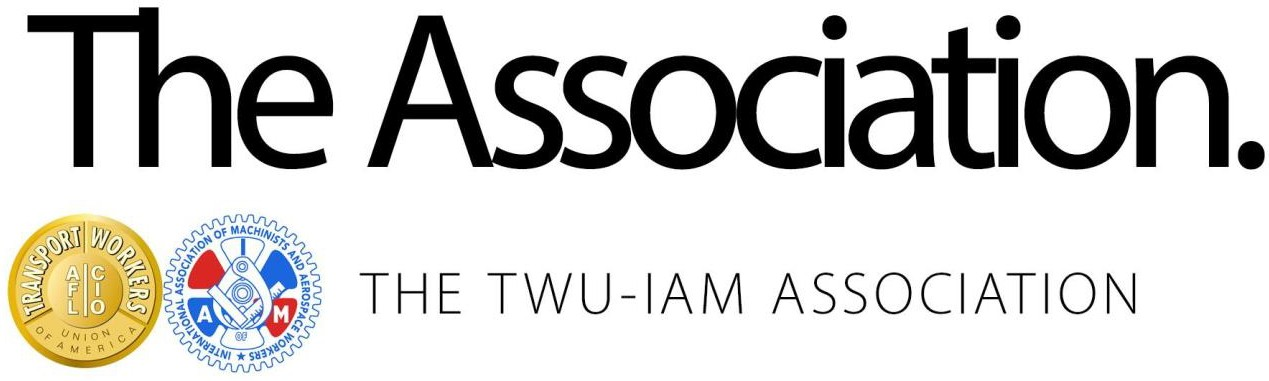 The Association.
TRANSPORT WORKERS
AFL CIO
UNION
OF AMERICA
INTERNATIONAL ASSOCIATION OF MACHINISTS AND AEROSPACE WORKERS
A M
OF
THE TWU-IAM ASSOCIATION